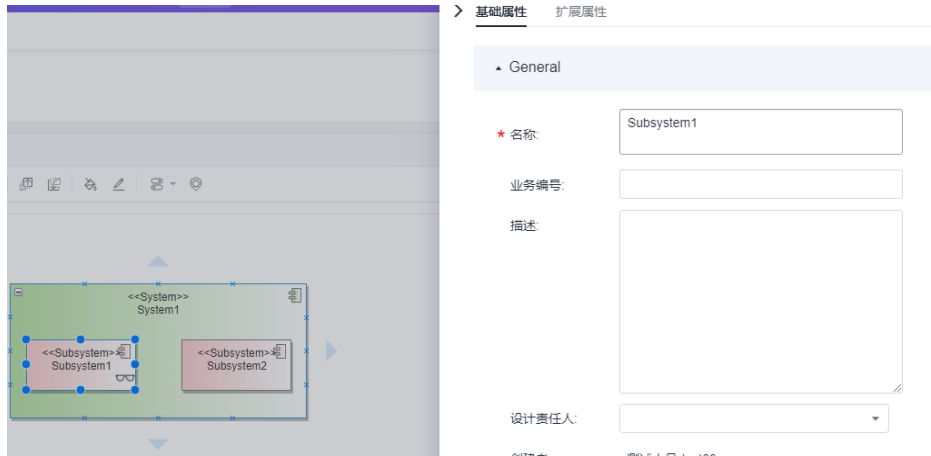 基础属性 扩展属性
General
* 名称:
Subsystem1
业务编号:
描述:
<<System>>
System1
<<Subsystem>>
Subsystem1
<<Subsystem>>
Subsystem2
设计责任人: